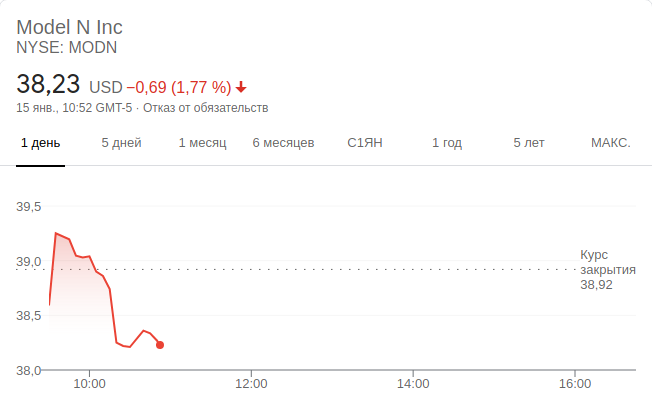 Model N Inc
NYSE: MODN
38,23 USD −0,69 (1,77 %)
15 янв., 10:52 GMT-5 · Отказ от обязательств
1 день 5 дней 1 месяц 6 месяцев С1ЯН 1 год 5 лет МАКС.
39,5
39,0
38,5
38,0
Курс
закрытия
38,92
10:00 12:00 14:00 16:00